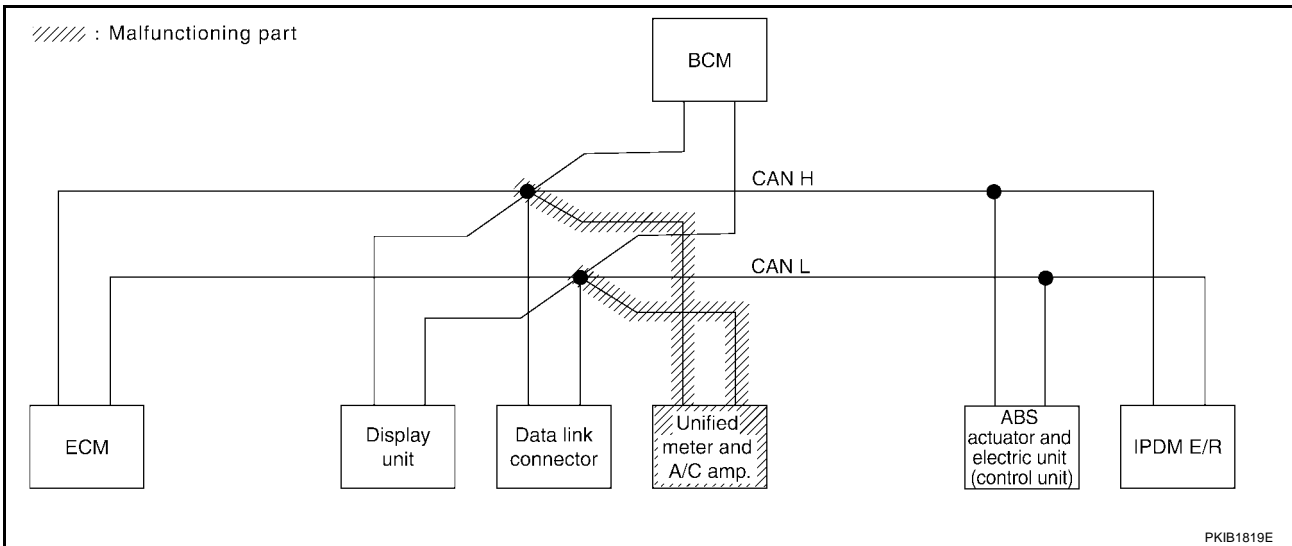 : Malfunctioning part
BCM
CAN H
CAN L
ECM
Display
unit
Data link
connector
Unified
meter and
A/C amp.
ABS
actuator and
electric unit
(control unit)
IPDM E/R
PKIB1819E